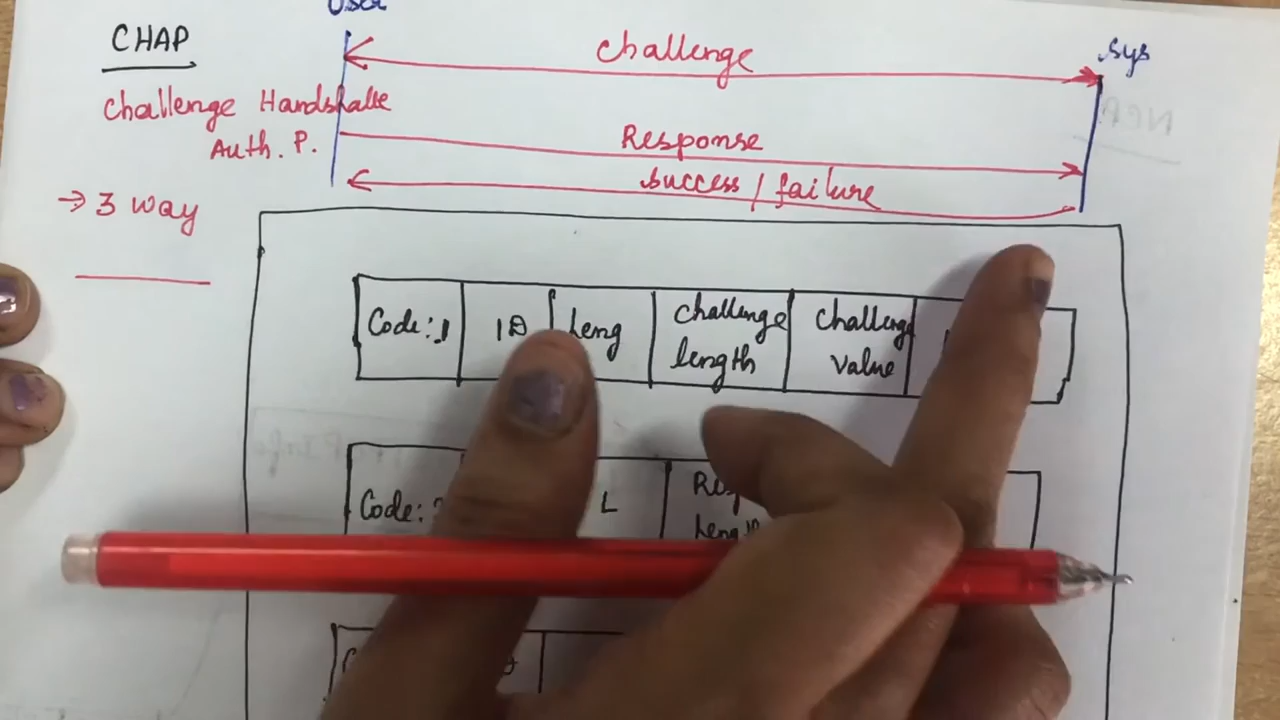 User
CHAP
Challenge
Sys
Challenge Handshake
Auth. P.
Response
→ 3 way
success / failure
Code: 1
ID
Leng
Challenge
length
Challenge
value
Code:
L